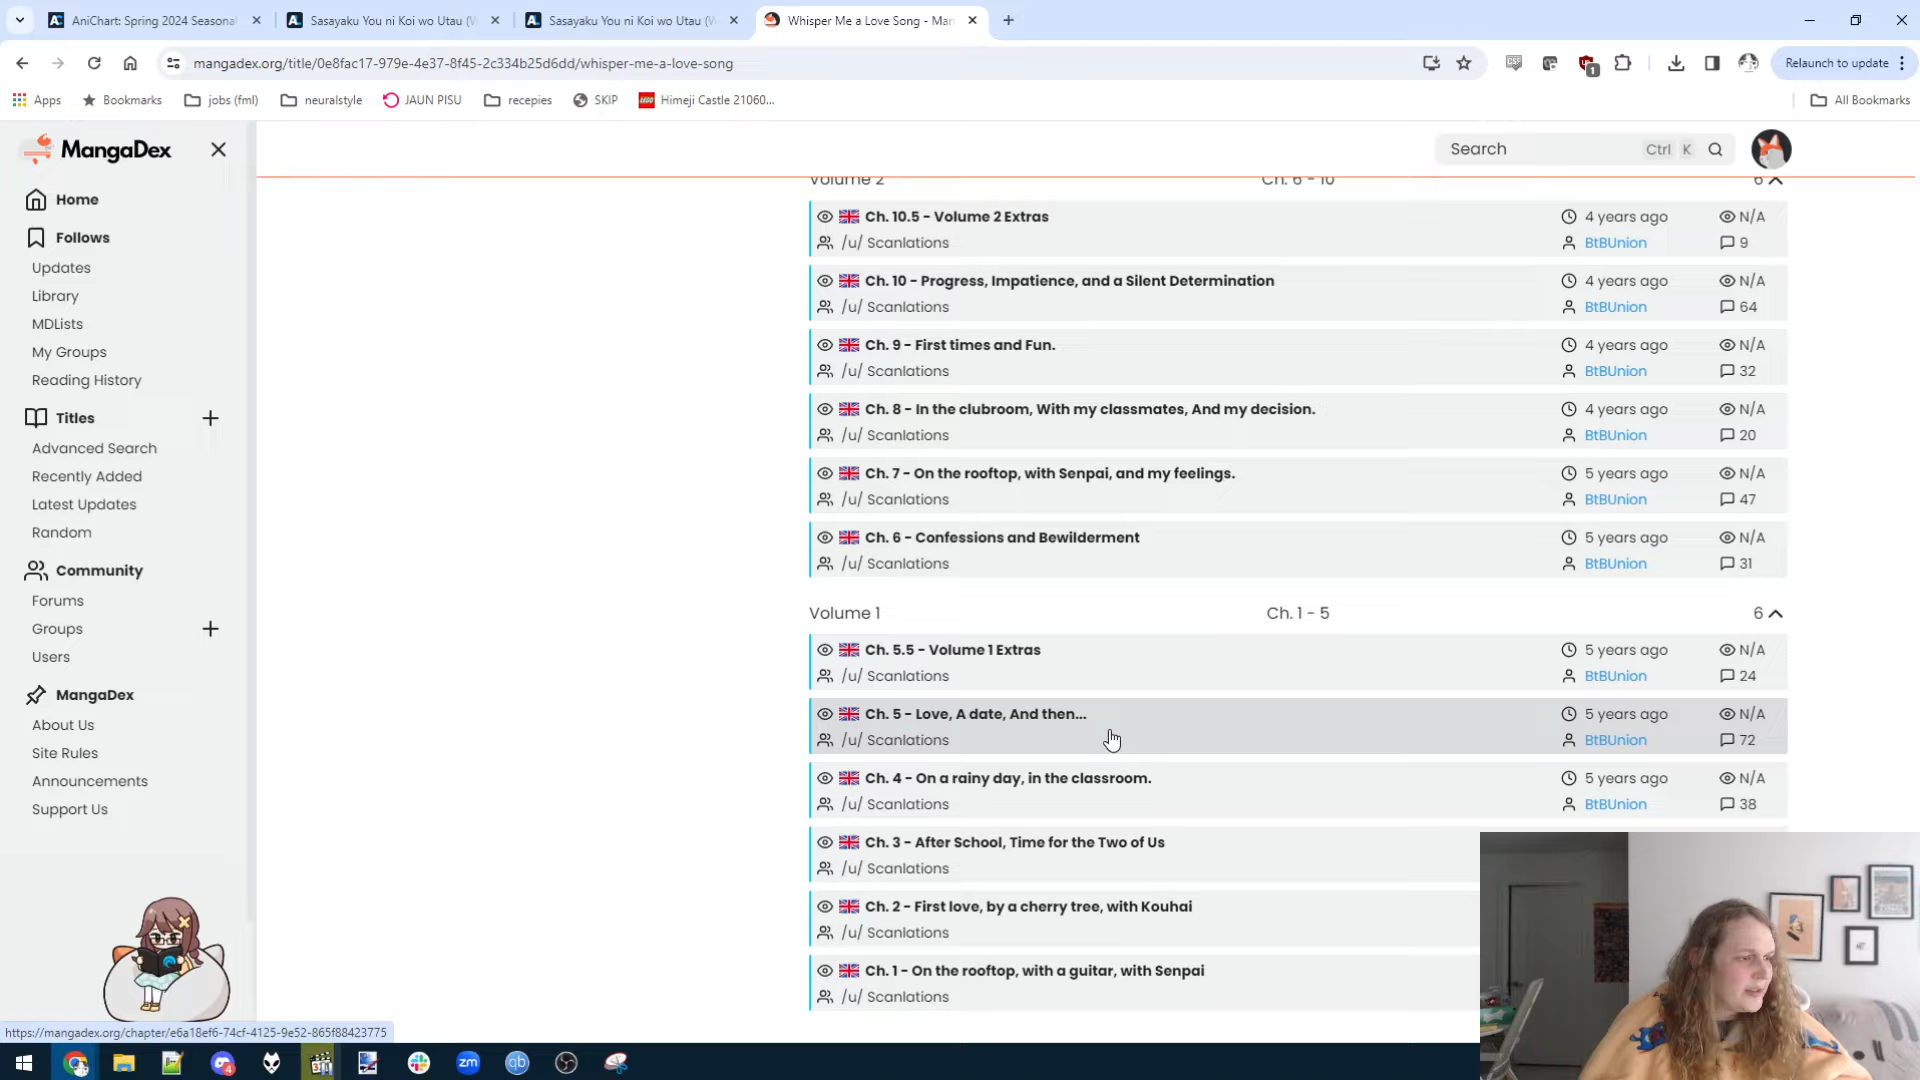 AniChart: Spring 2024 Seasonal
Sasayaku You ni Koi wo Utau (W
Sasayaku You ni Koi wo Utau (W
Whisper Me a Love Song - Man
mangadex.org/title/0e8fac17-979e-4e37-8f45-2c334b25d6dd/whisper-me-a-love-song
1
Relaunch to update
Apps
Bookmarks
jobs (fml)
neuralstyle
JAUN PISU
recepies
SKIP
Himeji Castle 21060...
All Bookmarks
MangaDex
Search
Ctrl K
Home
Follows
Updates
Library
MDLists
My Groups
Reading History
Titles
Advanced Search
Recently Added
Latest Updates
Random
Community
Forums
Groups
Users
MangaDex
About Us
Site Rules
Announcements
Support Us
Volume 2 Ch. 6 - 10 6
Ch. 10.5 - Volume 2 Extras 4 years ago N/A
/u/ Scanlations BtBUnion 9
Ch. 10 - Progress, Impatience, and a Silent Determination 4 years ago N/A
/u/ Scanlations BtBUnion 64
Ch. 9 - First times and Fun. 4 years ago N/A
/u/ Scanlations BtBUnion 32
Ch. 8 - In the clubroom, With my classmates, And my decision. 4 years ago N/A
/u/ Scanlations BtBUnion 20
Ch. 7 - On the rooftop, with Senpai, and my feelings. 5 years ago N/A
/u/ Scanlations BtBUnion 47
Ch. 6 - Confessions and Bewilderment 5 years ago N/A
/u/ Scanlations BtBUnion 31
Volume 1 Ch. 1 - 5 6
Ch. 5.5 - Volume 1 Extras 5 years ago N/A
/u/ Scanlations BtBUnion 24
Ch. 5 - Love, A date, And then... 5 years ago N/A
/u/ Scanlations BtBUnion 72
Ch. 4 - On a rainy day, in the classroom. 5 years ago N/A
/u/ Scanlations BtBUnion 38
Ch. 3 - After School, Time for the Two of Us
/u/ Scanlations
Ch. 2 - First love, by a cherry tree, with Kouhai
/u/ Scanlations
Ch. 1 - On the rooftop, with a guitar, with Senpai
/u/ Scanlations
https://mangadex.org/chapter/e6a18ef6-74cf-4125-9e52-865f88423775
zm
qb